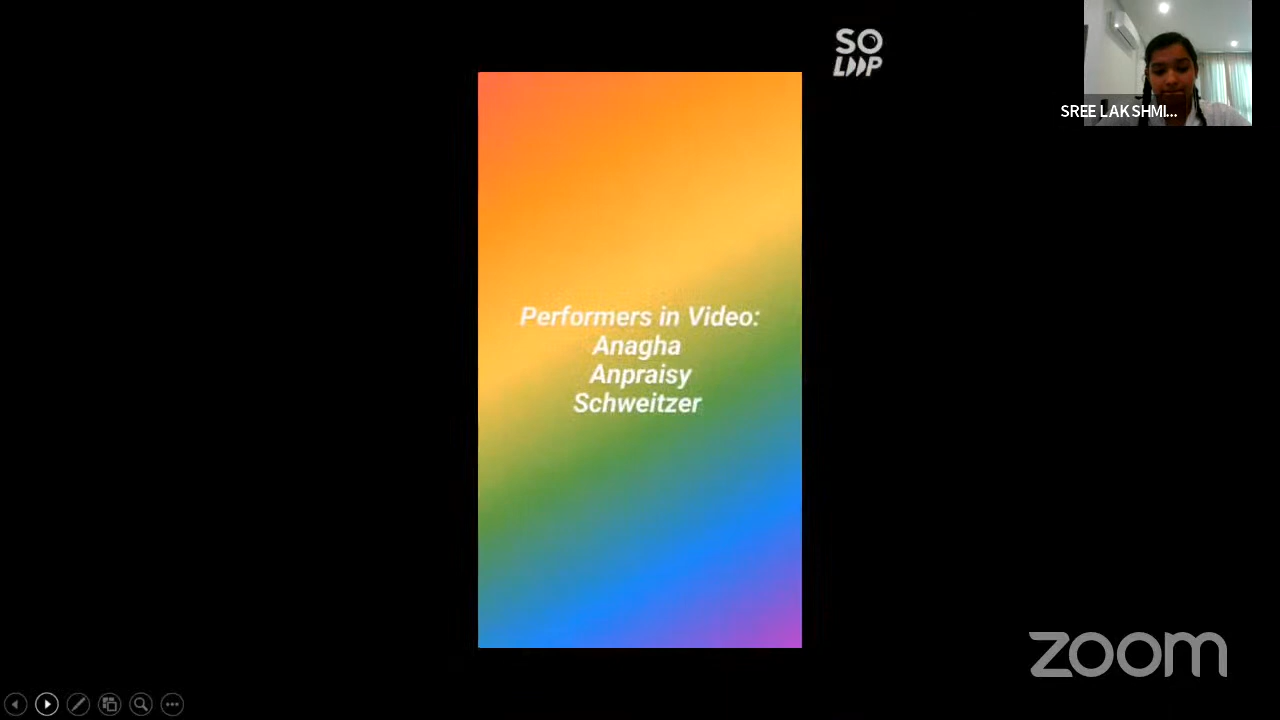 SO
LOOP
SREE LAKSHMI...
Performers in Video:
Anagha
Anpraisy
Schweitzer
zoom